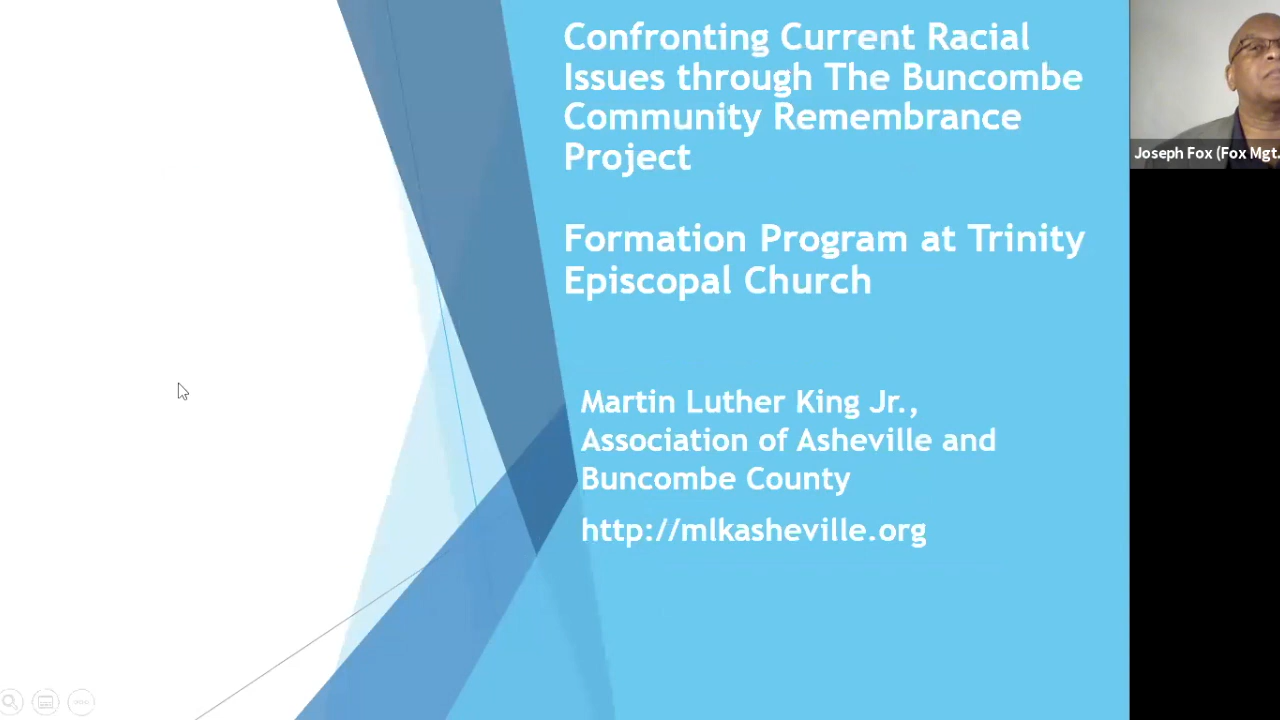 Confronting Current Racial
Issues through The Buncombe
Community Remembrance
Project
Formation Program at Trinity
Episcopal Church
Martin Luther King Jr.,
Association of Asheville and
Buncombe County
http://mlkasheville.org
Joseph Fox (Fox Mgt.